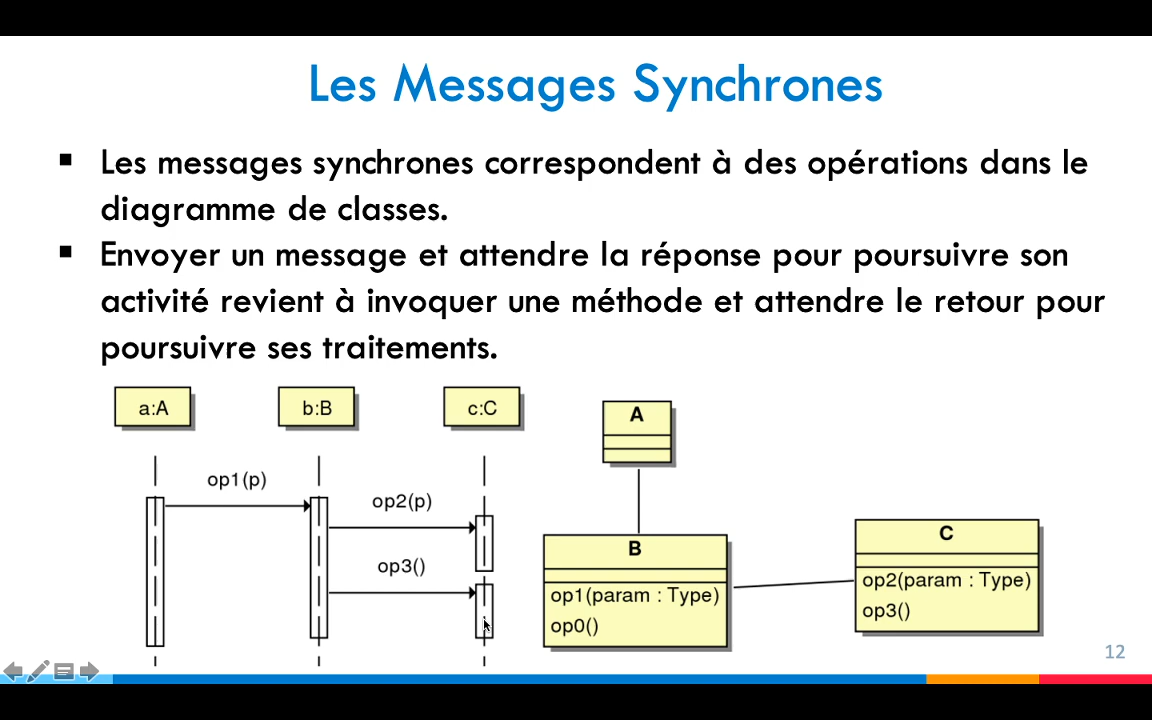 Les Messages Synchrones
▪ Les messages synchrones correspondent à des opérations dans le
diagramme de classes.
▪ Envoyer un message et attendre la réponse pour poursuivre son
activité revient à invoquer une méthode et attendre le retour pour
poursuivre ses traitements.
a:A
b:B
c:C
op1(p)
op2(p)
op3()
A
B
op1(param : Type)
op0()
C
op2(param : Type)
op3()
12